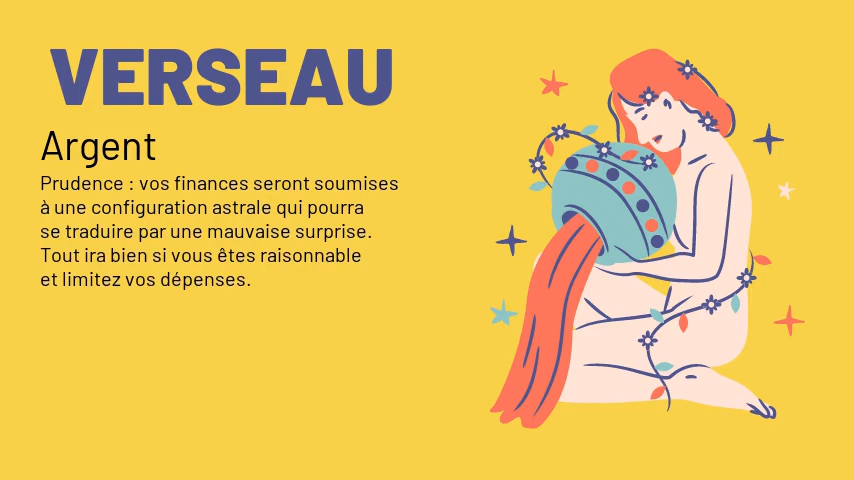 VERSEAU
Argent
Prudence : vos finances seront soumises
à une configuration astrale qui pourra
se traduire par une mauvaise surprise.
Tout ira bien si vous êtes raisonnable
et limitez vos dépenses.